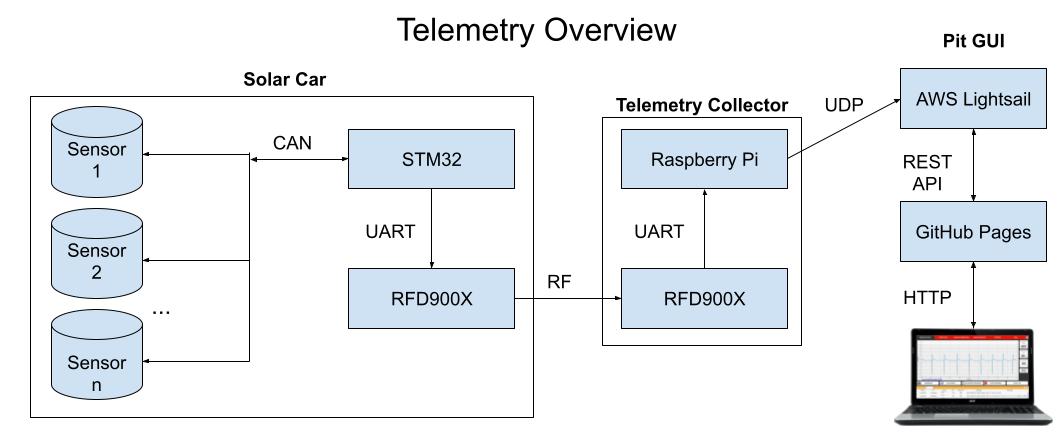 Telemetry Overview
Solar Car
Sensor
1
Sensor
2
...
Sensor
n
CAN
STM32
UART
RFD900X
RF
Telemetry Collector
Raspberry Pi
UART
RFD900X
UDP
Pit GUI
AWS Lightsail
REST
API
GitHub Pages
HTTP